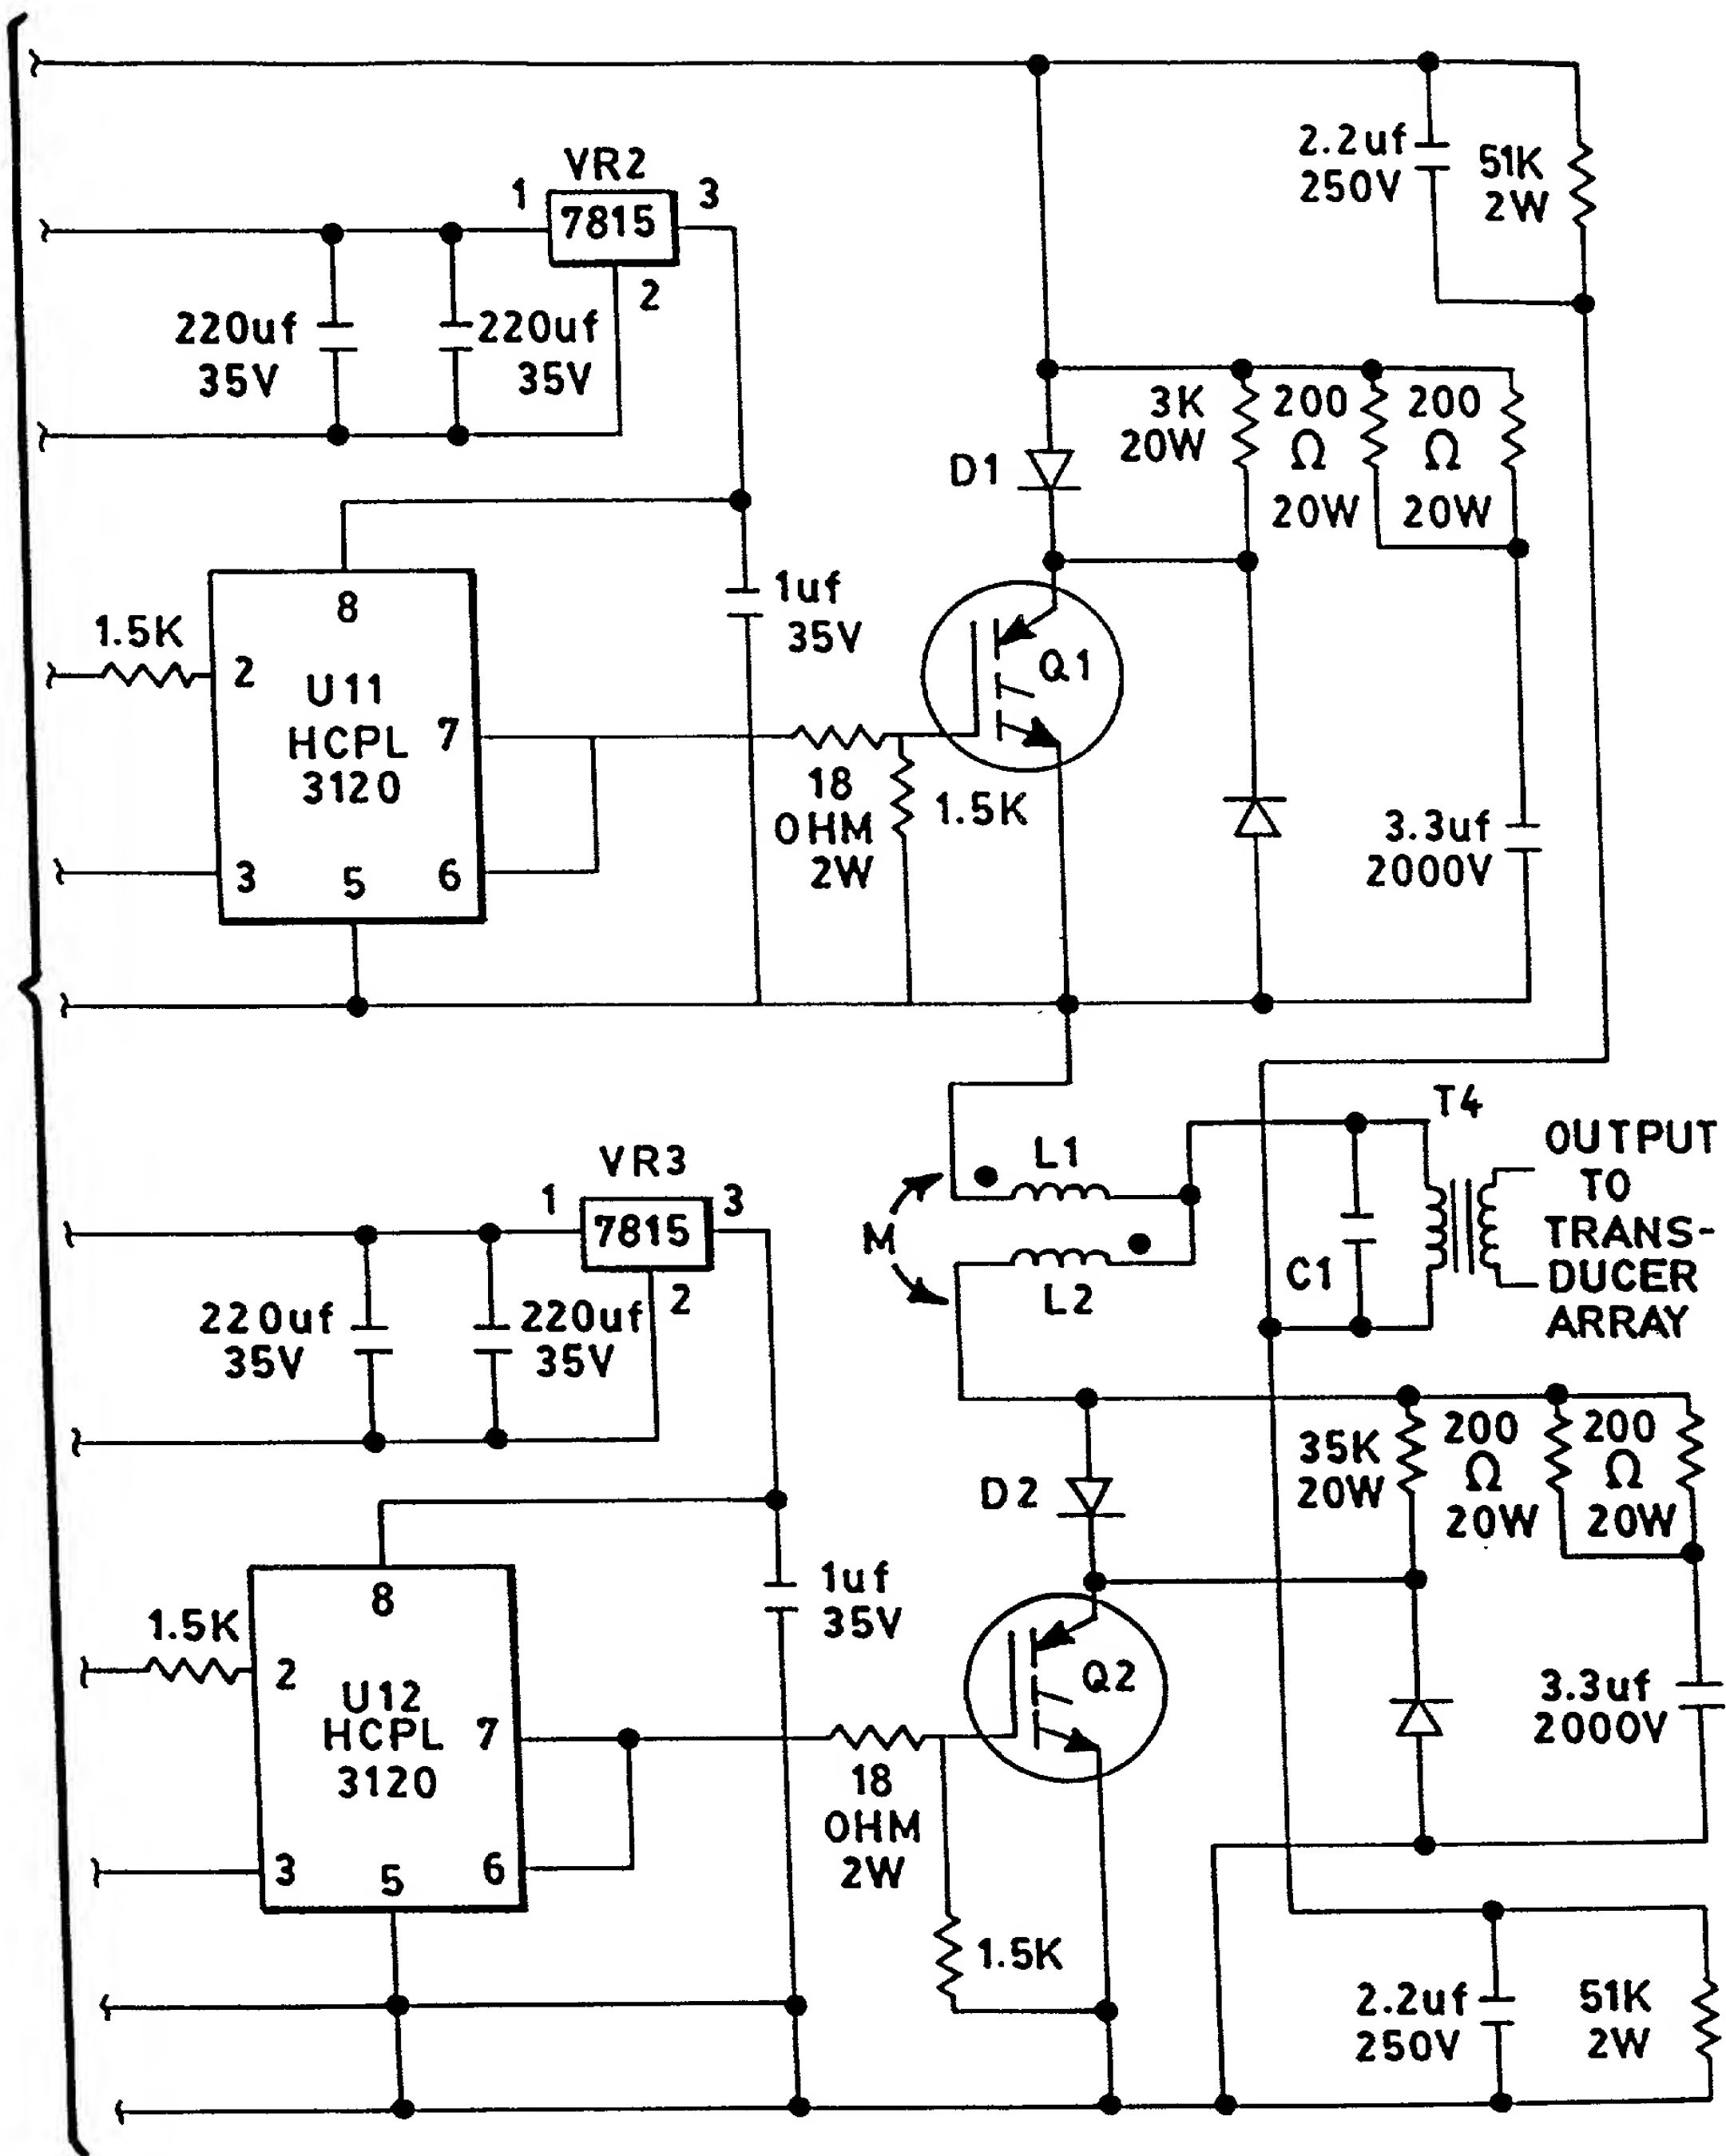 2.2uf
250V
51K
2W
VR2
1
7815
3
2
220uf
35V
220uf
35V
3K
20W
200
Ω
20W
200
Ω
20W
D1
1uf
35V
1.5K
8
2
U11
HCPL
3120
7
3
5
6
Q1
18
OHM
2W
1.5K
3.3uf
2000V
T4
OUTPUT
TO
TRANS-
DUCER
ARRAY
L1
M
L2
C1
VR3
1
7815
3
2
220uf
35V
220uf
35V
35K
20W
200
Ω
20W
200
Ω
20W
D2
1uf
35V
1.5K
8
2
U12
HCPL
3120
7
3
5
6
Q2
18
OHM
2W
1.5K
3.3uf
2000V
2.2uf
250V
51K
2W